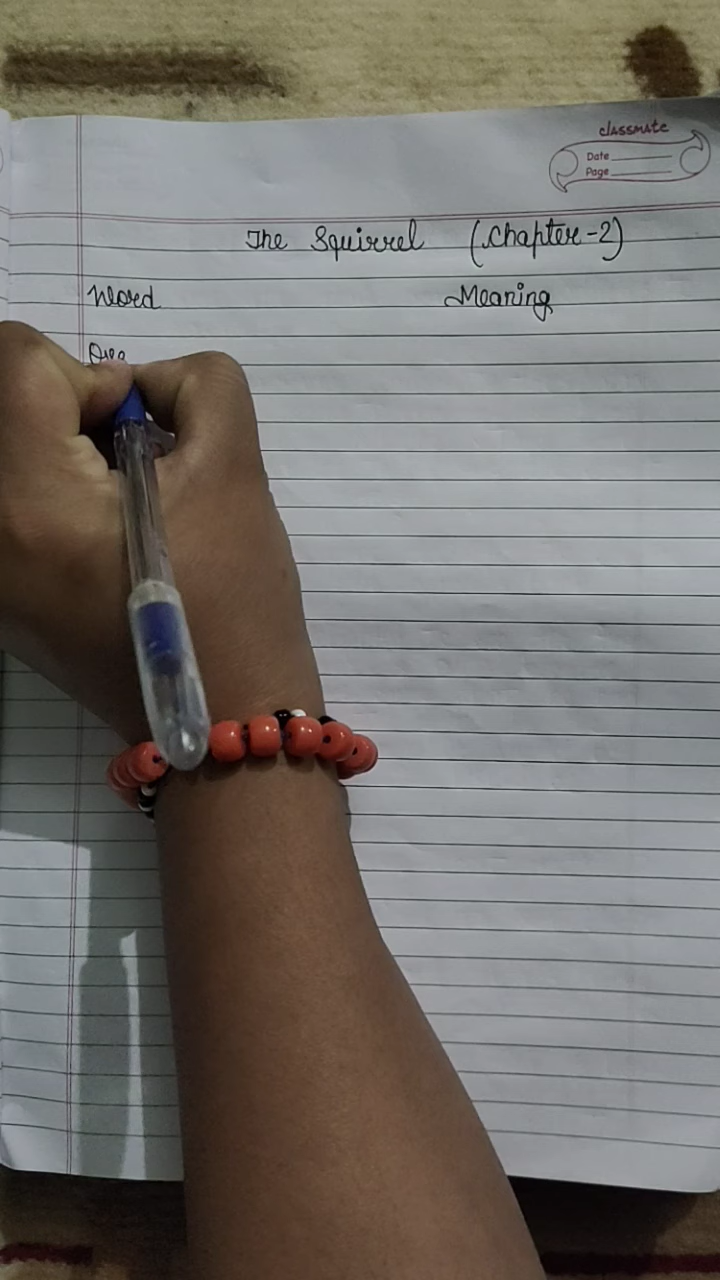 classmate
Date
Page
The Squirrel (Chapter-2)
Word Meaning